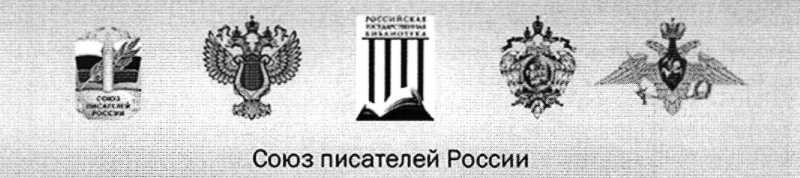 СОЮЗ
ПИСАТЕЛЕЙ
РОССИИ
РОССИЙСКАЯ
ГОСУДАРСТВЕННАЯ
БИБЛИОТЕКА
Союз писателей России